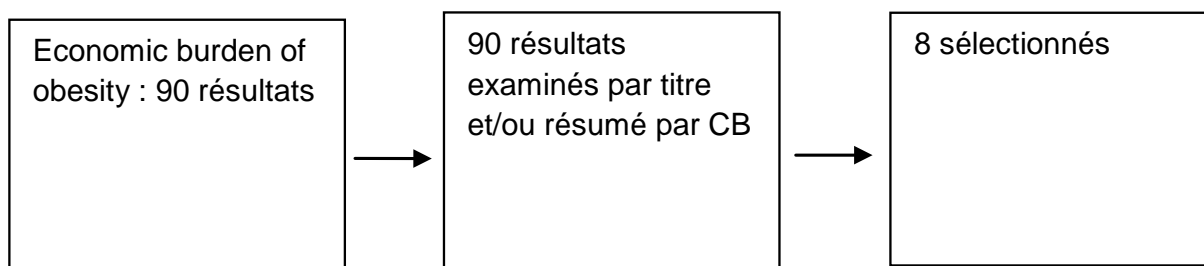 Economic burden of
obesity : 90 résultats
90 résultats
examinés par titre
et/ou résumé par CB
8 sélectionnés